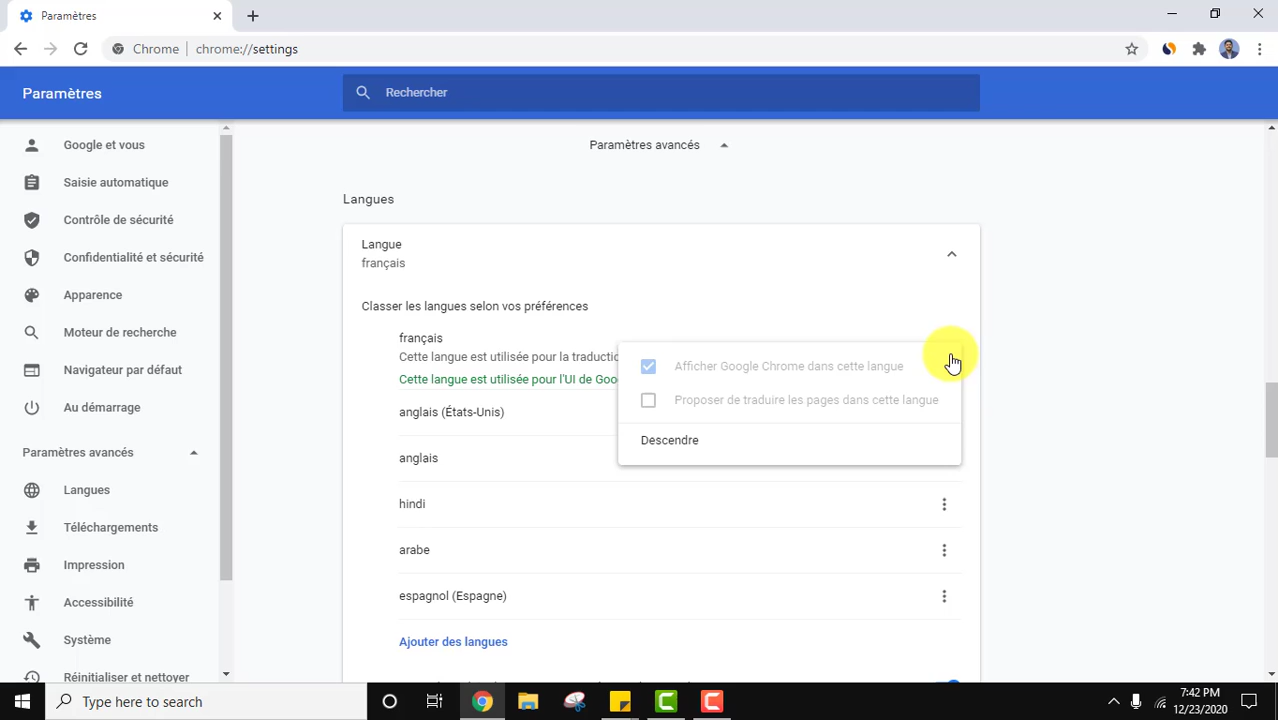 Paramètres
Chrome
chrome://settings
Paramètres
Rechercher
Google et vous
Saisie automatique
Contrôle de sécurité
Confidentialité et sécurité
Apparence
Moteur de recherche
Navigateur par défaut
Au démarrage
Paramètres avancés
Langues
Téléchargements
Impression
Accessibilité
Système
Réinitialiser et nettoyer
Paramètres avancés
Langues
Langue
français
Classer les langues selon vos préférences
français
Cette langue est utilisée pour la
Cette langue est utilisée pour l'UI de
Afficher Google Chrome dans cette langue
Proposer de traduire les pages dans cette langue
Descendre
anglais (États-Unis)
anglais
hindi
arabe
espagnol (Espagne)
Ajouter des langues
Type here to search
7:42 PM
12/23/2020